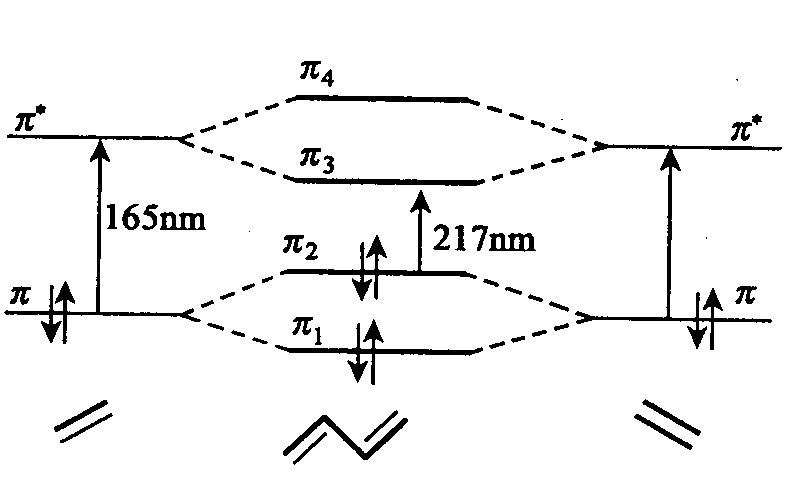 π₄
π* π*
π₃
165nm
π₂ 217nm
π π
π₁